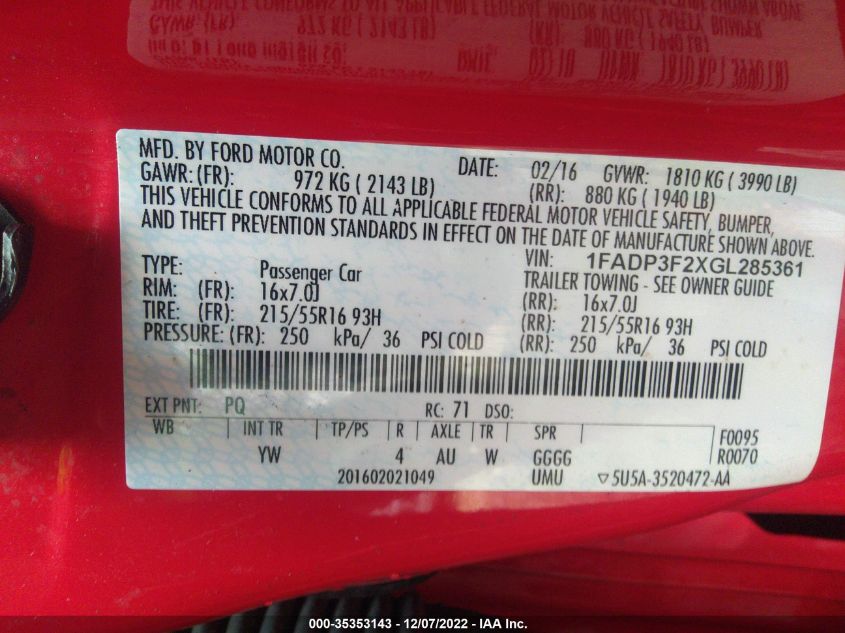 MFD. BY FORD MOTOR CO. DATE: 02/16 GVWR: 1810 KG ( 3990 LB)
GAWR: (FR): 972 KG ( 2143 LB) (RR): 880 KG ( 1940 LB)
THIS VEHICLE CONFORMS TO ALL APPLICABLE FEDERAL MOTOR VEHICLE SAFETY, BUMPER,
AND THEFT PREVENTION STANDARDS IN EFFECT ON THE DATE OF MANUFACTURE SHOWN ABOVE.
VIN: 1FADP3F2XGL285361
TYPE: Passenger Car TRAILER TOWING - SEE OWNER GUIDE
RIM: (FR): 16x7.0J (RR): 16x7.0J
TIRE: (FR): 215/55R16 93H (RR): 215/55R16 93H
PRESSURE: (FR): 250 kPa/ 36 PSI COLD (RR): 250 kPa/ 36 PSI COLD
EXT PNT: PQ RC: 71 DSO:
WB INT TR TP/PS R AXLE TR SPR F0095
YW 4 AU W GGGG R0070
201602021049 UMU ▽5U5A-3520472-AA
000-35353143 - 12/07/2022 - IAA Inc.